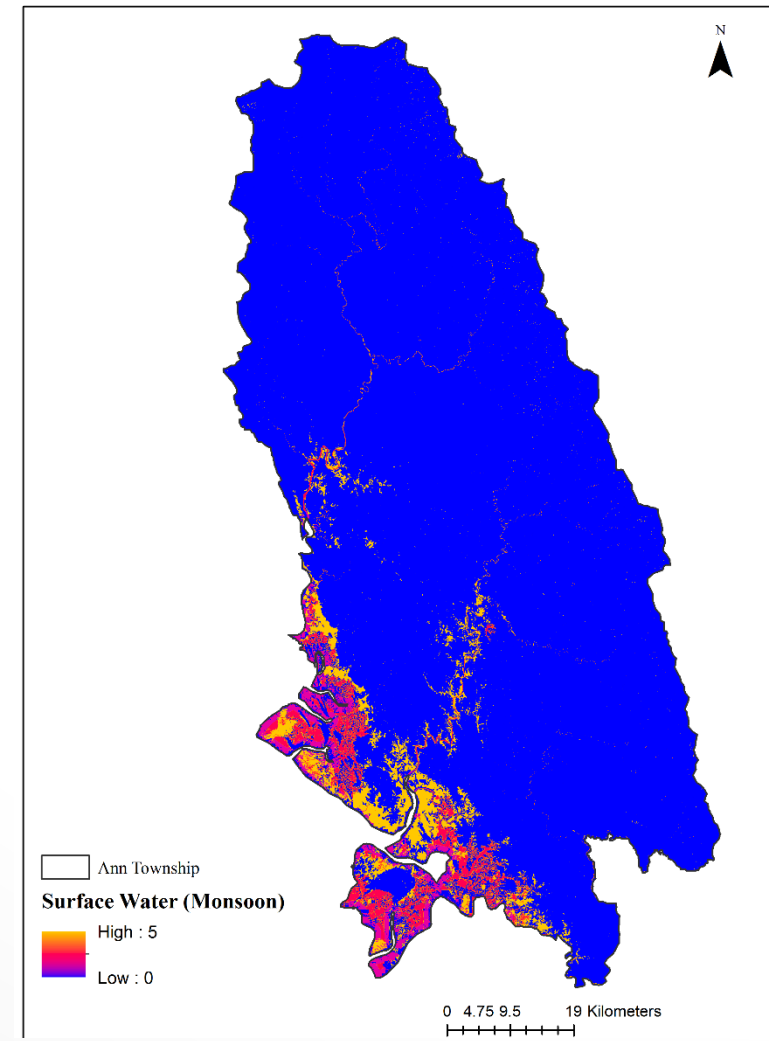 N
Ann Township
Surface Water (Monsoon)
High : 5
Low : 0
0 4.75 9.5 19 Kilometers